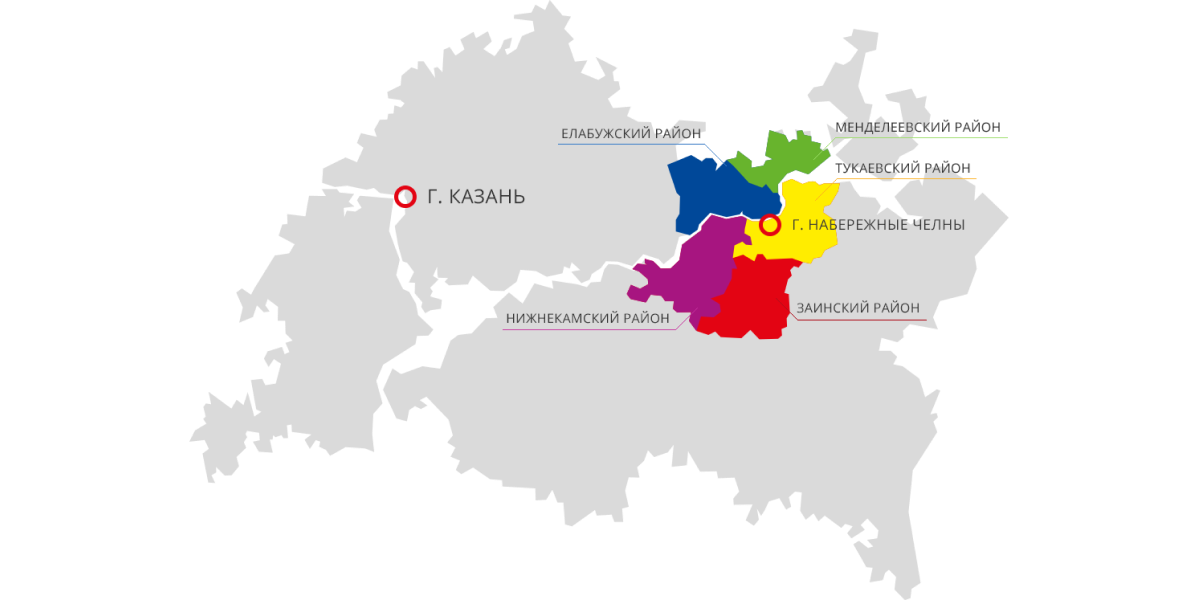 МЕНДЕЛЕЕВСКИЙ РАЙОН
ЕЛАБУЖСКИЙ РАЙОН
ТУКАЕВСКИЙ РАЙОН
Г. КАЗАНЬ
Г. НАБЕРЕЖНЫЕ ЧЕЛНЫ
ЗАИНСКИЙ РАЙОН
НИЖНЕКАМСКИЙ РАЙОН